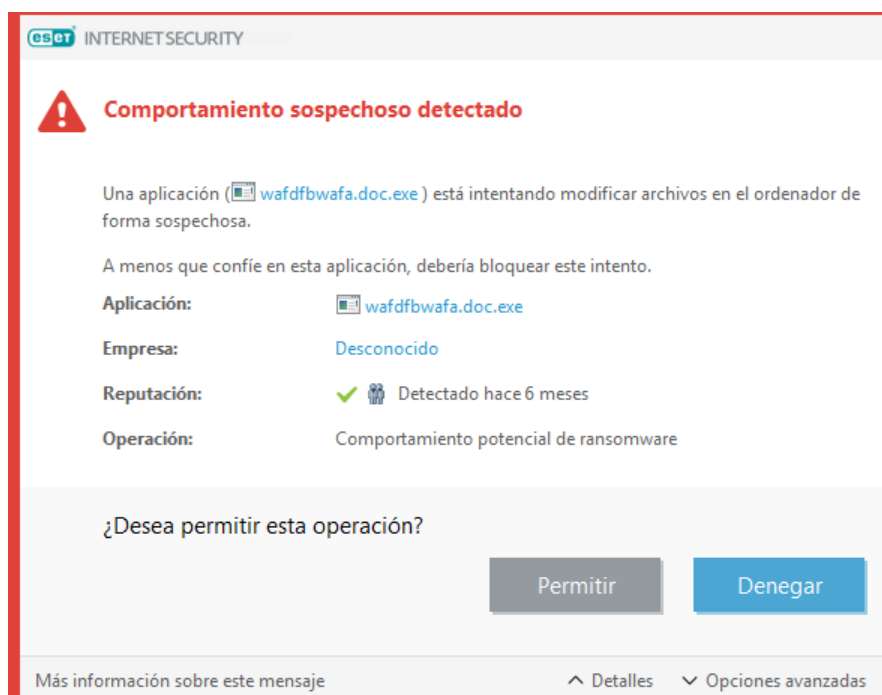 eset INTERNET SECURITY
Comportamiento sospechoso detectado
Una aplicación ( wafdfbwafa.doc.exe ) está intentando modificar archivos en el ordenador de
forma sospechosa.
A menos que confíe en esta aplicación, debería bloquear este intento.
Aplicación: wafdfbwafa.doc.exe
Empresa: Desconocido
Reputación: Detectado hace 6 meses
Operación: Comportamiento potencial de ransomware
¿Desea permitir esta operación?
Permitir Denegar
Más información sobre este mensaje Detalles Opciones avanzadas